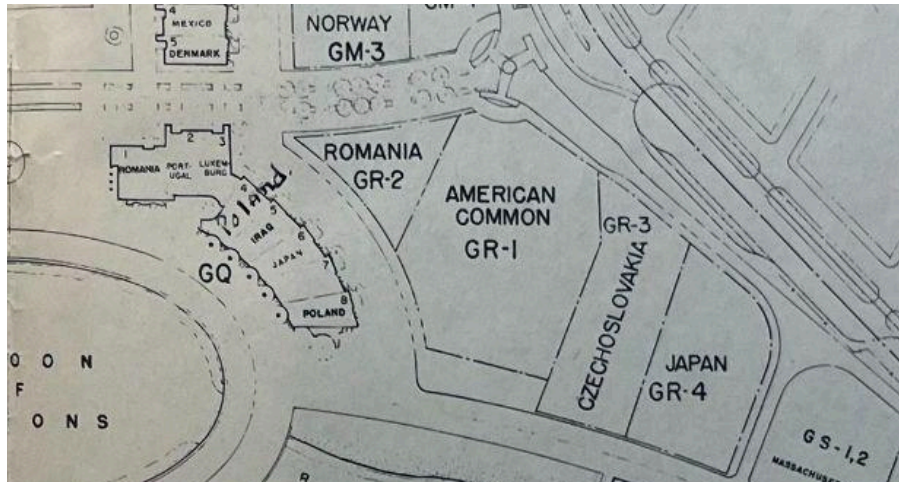 4
MEXICO
5
DENMARK
NORWAY
GM-3
1
ROMANIA
2
PORT-
UGAL
3
LUXEM-
BURG
4
Poland
5
IRAQ
6
JAPAN
7
8
POLAND
GQ
ROMANIA
GR-2
AMERICAN
COMMON
GR-1
GR-3
CZECHOSLOVAKIA
JAPAN
GR-4
GS-1,2
OON
F
ONS